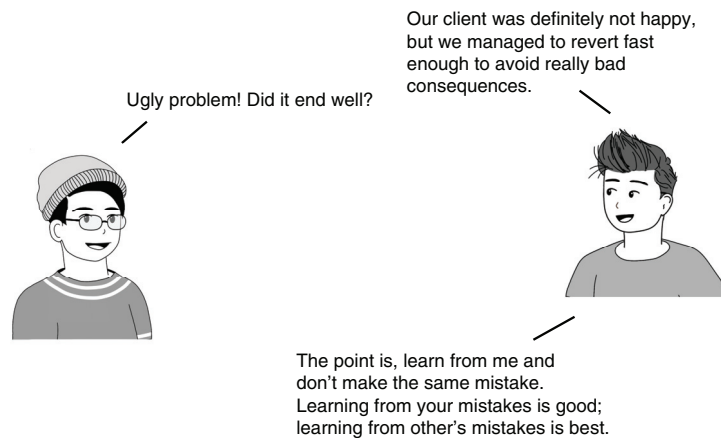 Ugly problem! Did it end well?
Our client was definitely not happy,
but we managed to revert fast
enough to avoid really bad
consequences.
The point is, learn from me and
don’t make the same mistake.
Learning from your mistakes is good;
learning from other’s mistakes is best.